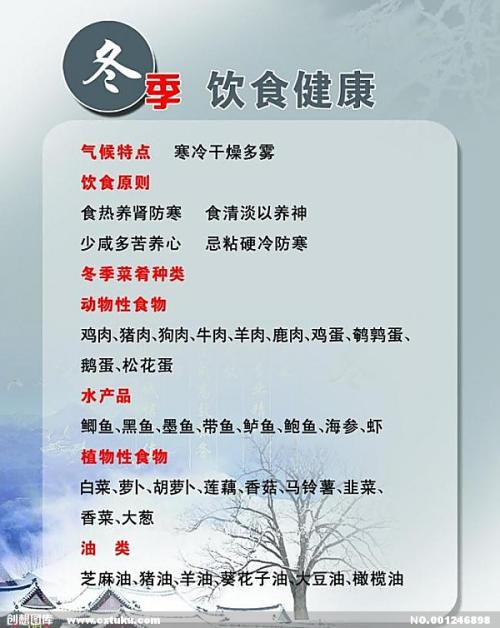 冬季 饮食健康
气候特点 寒冷干燥多雾
饮食原则
食热养肾防寒 食清淡以养神
少咸多苦养心 忌粘硬冷防寒
冬季菜肴种类
动物性食物
鸡肉、猪肉、狗肉、牛肉、羊肉、鹿肉、鸡蛋、鹌鹑蛋、
鹅蛋、松花蛋
水产品
鲫鱼、黑鱼、墨鱼、带鱼、鲈鱼、鲍鱼、海参、虾
植物性食物
白菜、萝卜、胡萝卜、莲藕、香菇、马铃薯、韭菜、
香菜、大葱
油 类
芝麻油、猪油、羊油、葵花子油、大豆油、橄榄油
创想图库 www.cxtuku.com NO.001246898